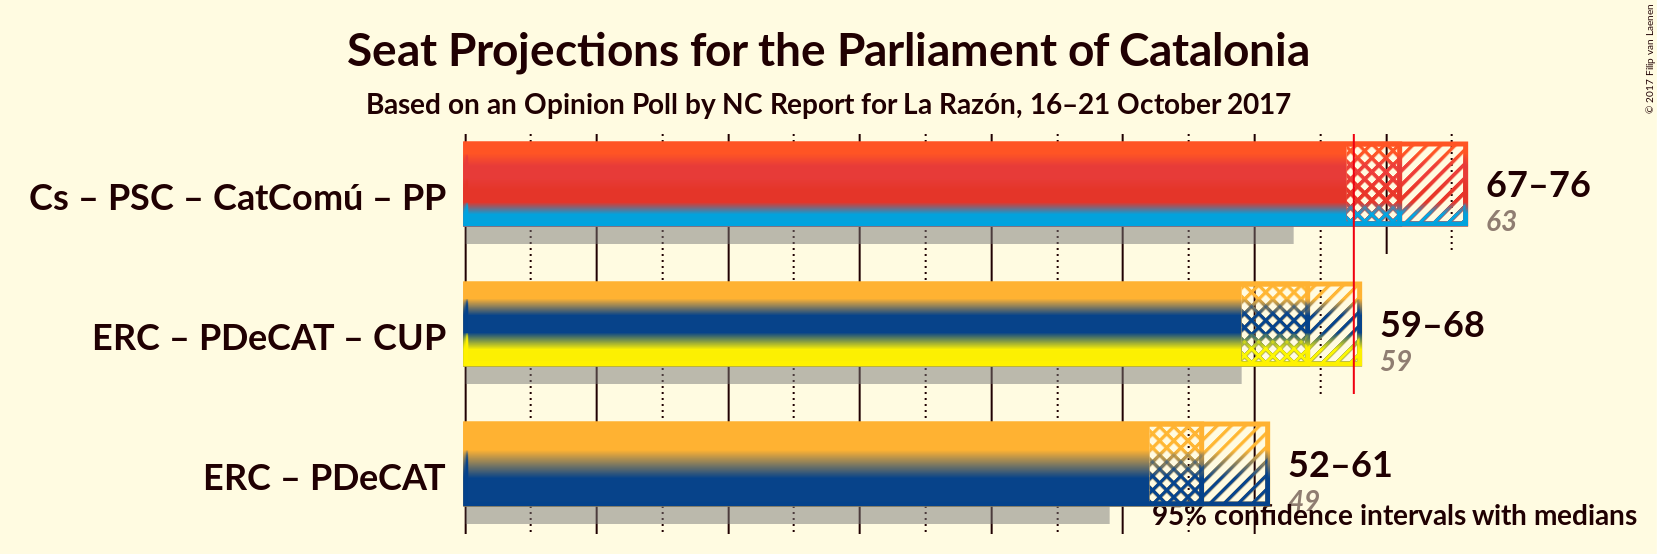 Seat Projections for the Parliament of Catalonia
Based on an Opinion Poll by NC Report for La Razón, 16–21 October 2017
© 2017 Filip van Laenen
Cs – PSC – CatComú – PP
67–76
63
ERC – PDeCAT – CUP
59–68
59
ERC – PDeCAT
52–61
49
95% confidence intervals with medians